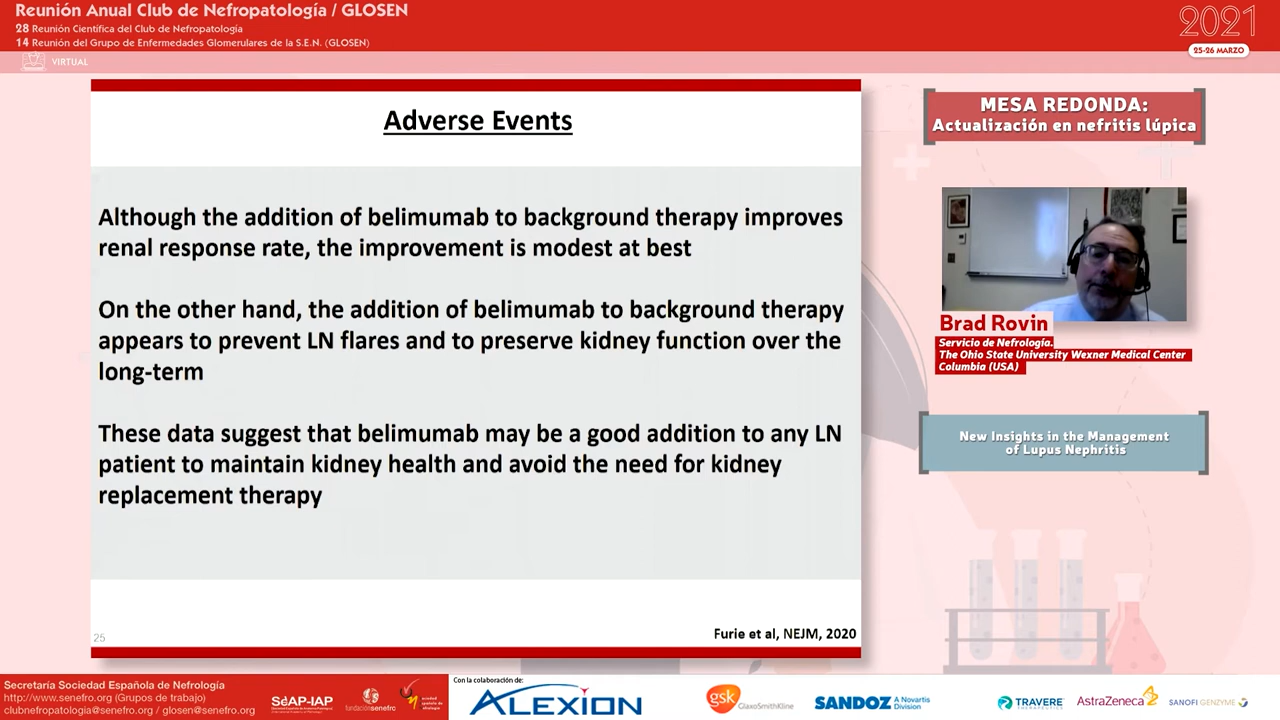 Reunión Anual Club de Nefropatología / GLOSEN
28 Reunión Científica del Club de Nefropatología
14 Reunión del Grupo de Enfermedades Glomerulares de la S.E.N. (GLOSEN)
2021
25-26 MARZO
VIRTUAL
Adverse Events
Although the addition of belimumab to background therapy improves
renal response rate, the improvement is modest at best
On the other hand, the addition of belimumab to background therapy
appears to prevent LN flares and to preserve kidney function over the
long-term
These data suggest that belimumab may be a good addition to any LN
patient to maintain kidney health and avoid the need for kidney
replacement therapy
25
Furie et al, NEJM, 2020
MESA REDONDA:
Actualización en nefritis lúpica
Brad Rovin
Servicio de Nefrología.
The Ohio State University Wexner Medical Center
Columbia (USA)
New Insights in the Management
of Lupus Nephritis
Secretaría Sociedad Española de Nefrología
http://www.senefro.org (Grupos de trabajo)
clubnefropatologia@senefro.org / glosen@senefro.org
SEAP-IAP
fundaciónsenefro
Con la colaboración de:
ALEXION
gsk
GlaxoSmithKline
SANDOZ
A Novartis
Division
TRAVERE
THERAPEUTICS
AstraZeneca
SANOFI GENZYME